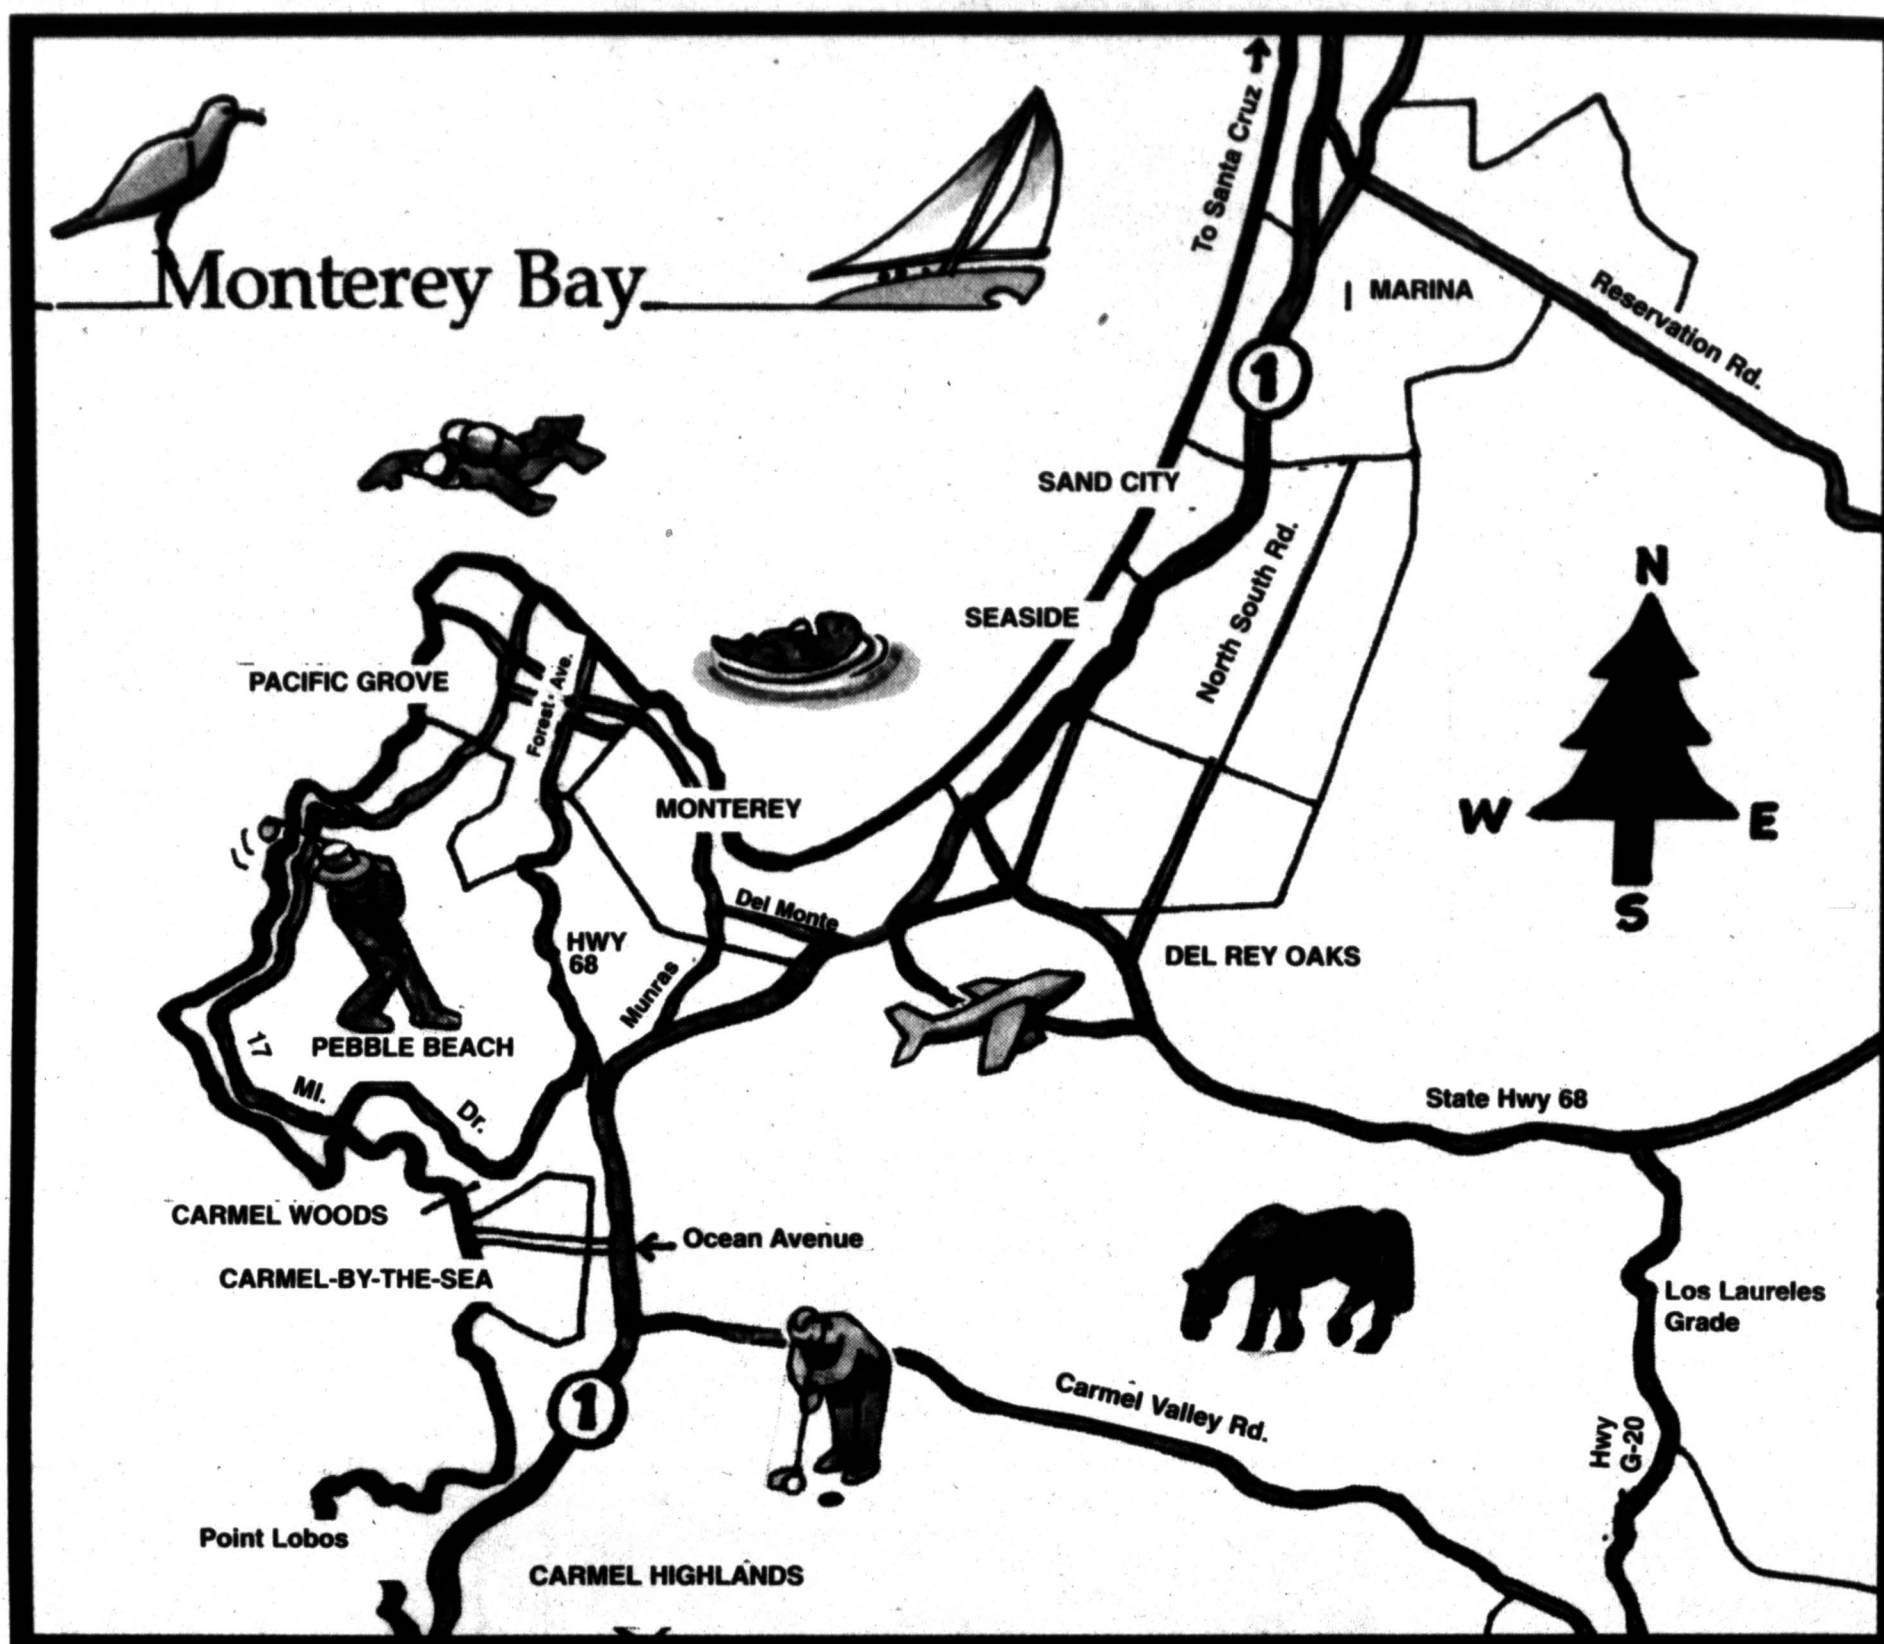 To Santa Cruz
Monterey Bay
MARINA
Reservation Rd.
1
SAND CITY
North South Rd.
N
SEASIDE
PACIFIC GROVE
Forest Ave.
MONTEREY
W
E
S
Del Monte
HWY
68
Munras
DEL REY OAKS
17
MI.
Dr.
PEBBLE BEACH
State Hwy 68
CARMEL WOODS
Ocean Avenue
CARMEL-BY-THE-SEA
Los Laureles
Grade
1
Carmel Valley Rd.
Hwy
G-20
Point Lobos
CARMEL HIGHLANDS